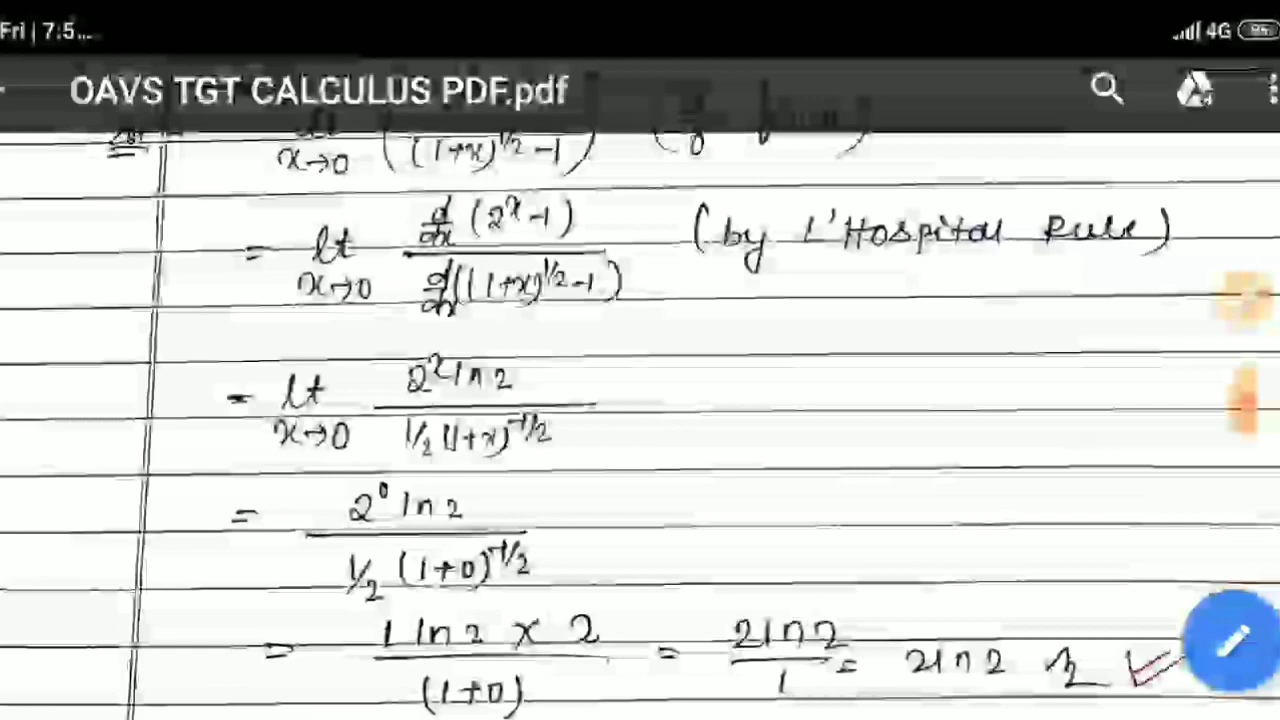 Fri | 7:5...
4G 95
OAVS TGT CALCULUS PDF.pdf
x→0 ((1+x)^1/2 -1)
= lt x→0 d/dx (2^x -1) / d/dx((1+x)^1/2 -1) (by L'Hospital Rule)
= lt x→0 2^x ln 2 / 1/2 (1+x)^-1/2
= 2^0 ln 2 / 1/2 (1+0)^-1/2
= 1 ln 2 x 2 / (1+0) = 2 ln 2 / 1 = 2 ln 2